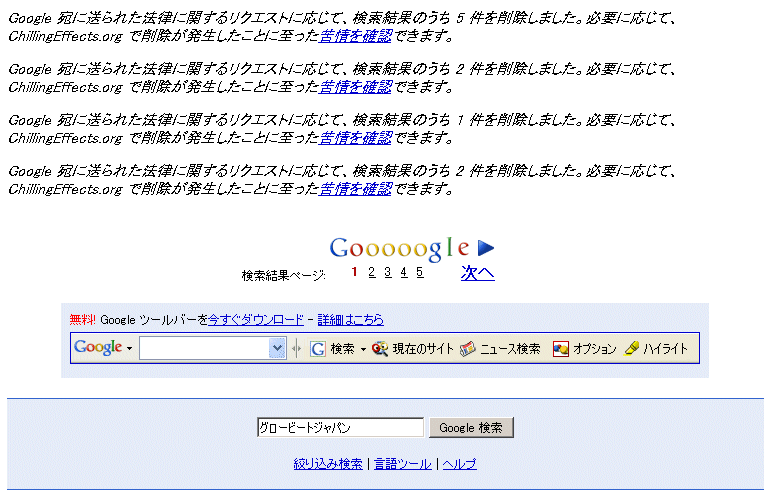 Google 宛に送られた法律に関するリクエストに応じて、検索結果のうち 5 件を削除しました。必要に応じて、
ChillingEffects.org で削除が発生したことに至った苦情を確認できます。
Google 宛に送られた法律に関するリクエストに応じて、検索結果のうち 2 件を削除しました。必要に応じて、
ChillingEffects.org で削除が発生したことに至った苦情を確認できます。
Google 宛に送られた法律に関するリクエストに応じて、検索結果のうち 1 件を削除しました。必要に応じて、
ChillingEffects.org で削除が発生したことに至った苦情を確認できます。
Google 宛に送られた法律に関するリクエストに応じて、検索結果のうち 2 件を削除しました。必要に応じて、
ChillingEffects.org で削除が発生したことに至った苦情を確認できます。
Gooooogle
検索結果ページ: 1 2 3 4 5 次へ
無料! Google ツールバーを今すぐダウンロード - 詳細はこちら
Google 検索 現在のサイト ニュース検索 オプション ハイライト
グロービートジャパン Google 検索
絞り込み検索 | 言語ツール | ヘルプ